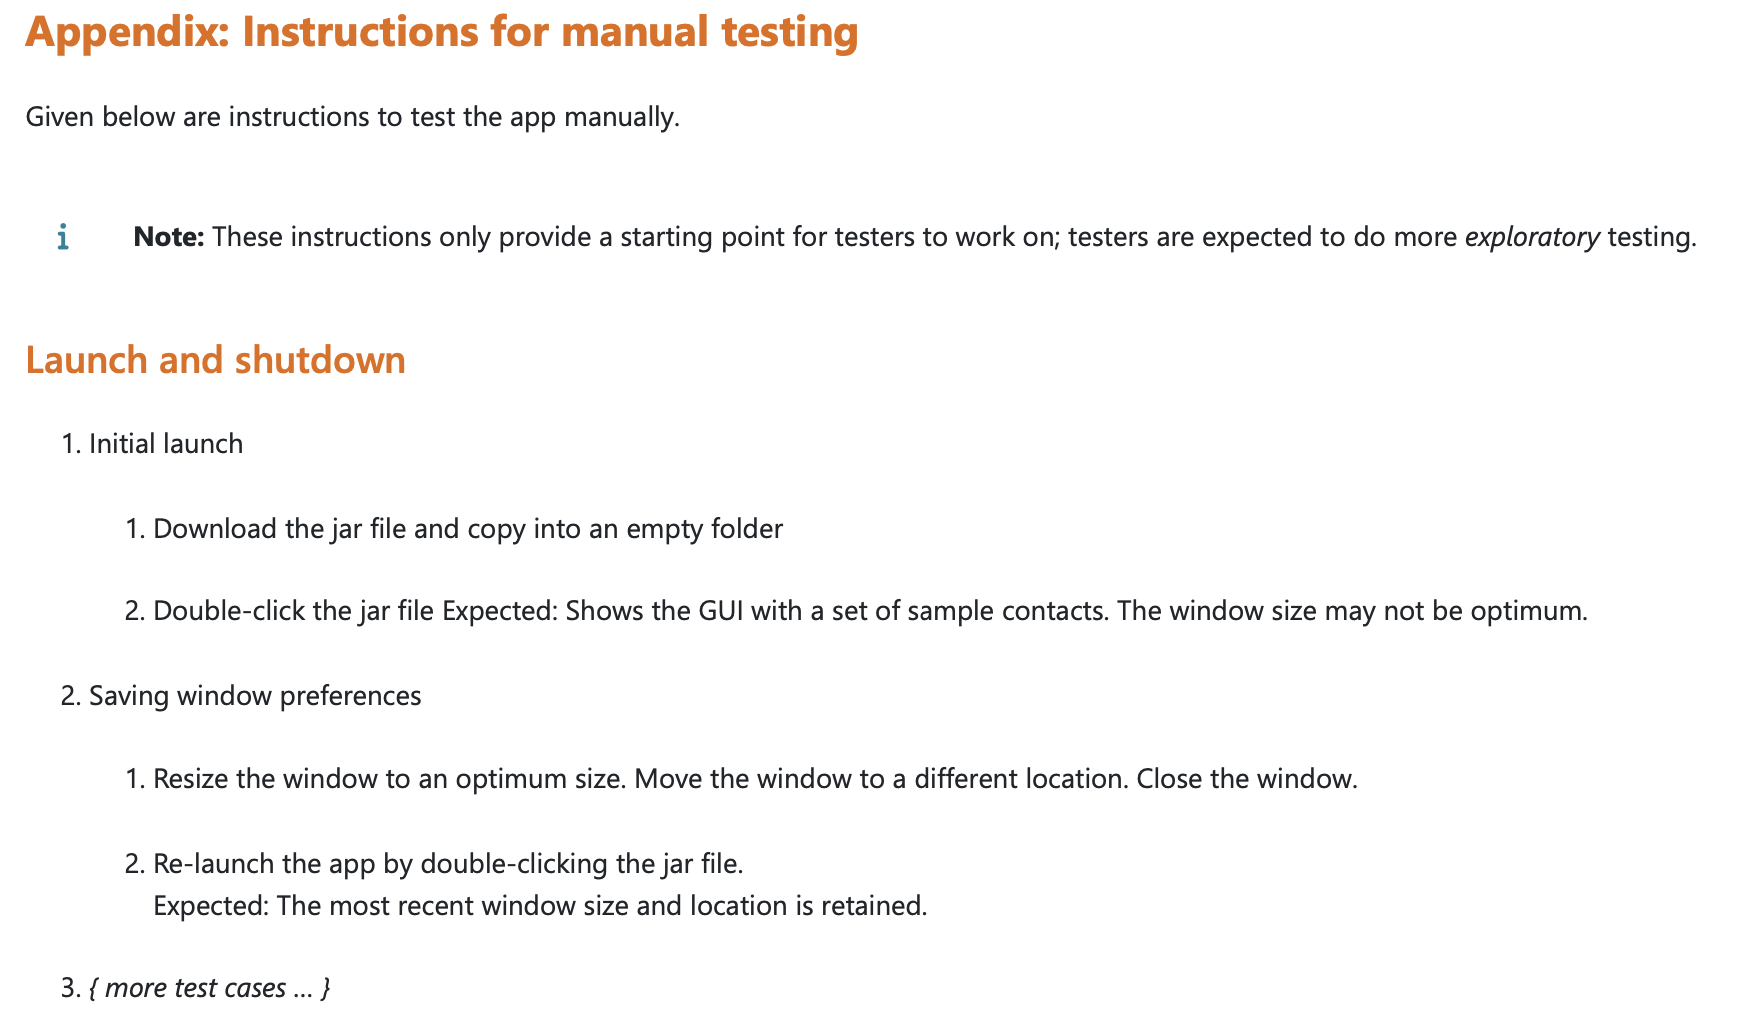 Appendix: Instructions for manual testing
Given below are instructions to test the app manually.
i Note: These instructions only provide a starting point for testers to work on; testers are expected to do more exploratory testing.
Launch and shutdown
1. Initial launch
1. Download the jar file and copy into an empty folder
2. Double-click the jar file Expected: Shows the GUI with a set of sample contacts. The window size may not be optimum.
2. Saving window preferences
1. Resize the window to an optimum size. Move the window to a different location. Close the window.
2. Re-launch the app by double-clicking the jar file.
Expected: The most recent window size and location is retained.
3. { more test cases … }